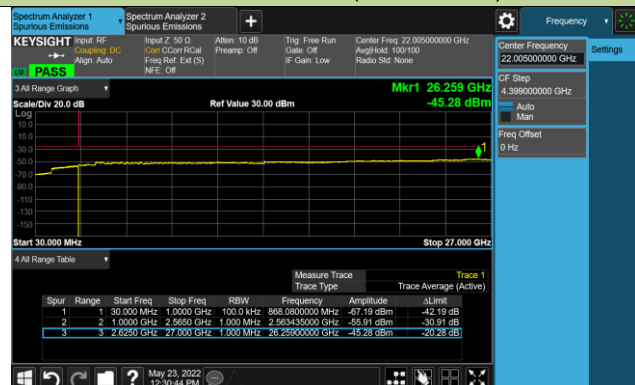 Spectrum Analyzer 1
Spurious Emissions
Spectrum Analyzer 2
Spurious Emissions
Frequency
KEYSIGHT
Input: RF
Coupling: DC
Align: Auto
Input Z: 50 Ω
Corr CCorr RCal
Freq Ref: Ext (S)
NFE: Off
Atten: 10 dB
Preamp: Off
Trig: Free Run
Gate: Off
IF Gain: Low
Center Freq: 22.005000000 GHz
Avg|Hold: 100/100
Radio Std: None
PASS
Center Frequency
22.005000000 GHz
Settings
CF Step
4.399000000 GHz
Auto
Man
Freq Offset
0 Hz
3 All Range Graph
Mkr1 26.259 GHz
Scale/Div 20.0 dB
Ref Value 30.00 dBm
-45.28 dBm
Log
10.0
-10.0
-30.0
-50.0
-70.0
-90.0
-110
-130
-150
1
Start 30.000 MHz
Stop 27.000 GHz
4 All Range Table
Measure Trace
Trace 1
Trace Type
Trace Average (Active)
Spur Range Start Freq Stop Freq RBW Frequency Amplitude ΔLimit
1 1 30.000 MHz 1.0000 GHz 100.0 kHz 868.0800000 MHz -67.19 dBm -42.19 dB
2 2 1.0000 GHz 2.5650 GHz 1.000 MHz 2.563435000 GHz -55.91 dBm -30.91 dB
3 3 2.6250 GHz 27.000 GHz 1.000 MHz 26.25900000 GHz -45.28 dBm -20.28 dB
May 23, 2022
12:30:44 PM